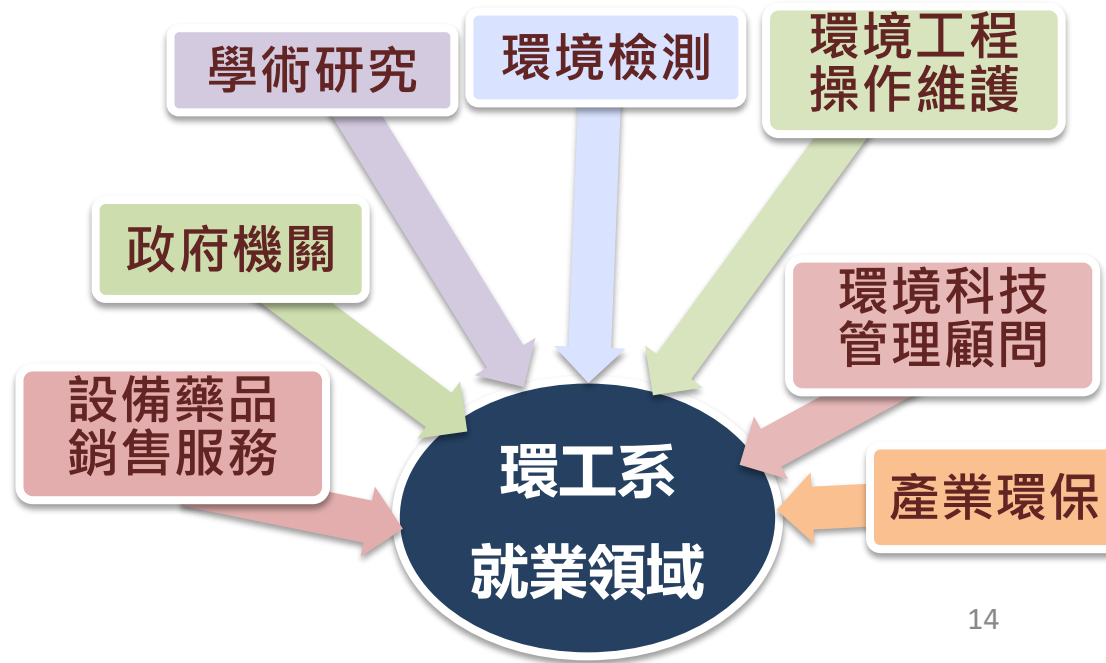 學術研究
環境檢測
環境工程
操作維護
政府機關
環境科技
管理顧問
設備藥品
銷售服務
產業環保
環工系
就業領域
14